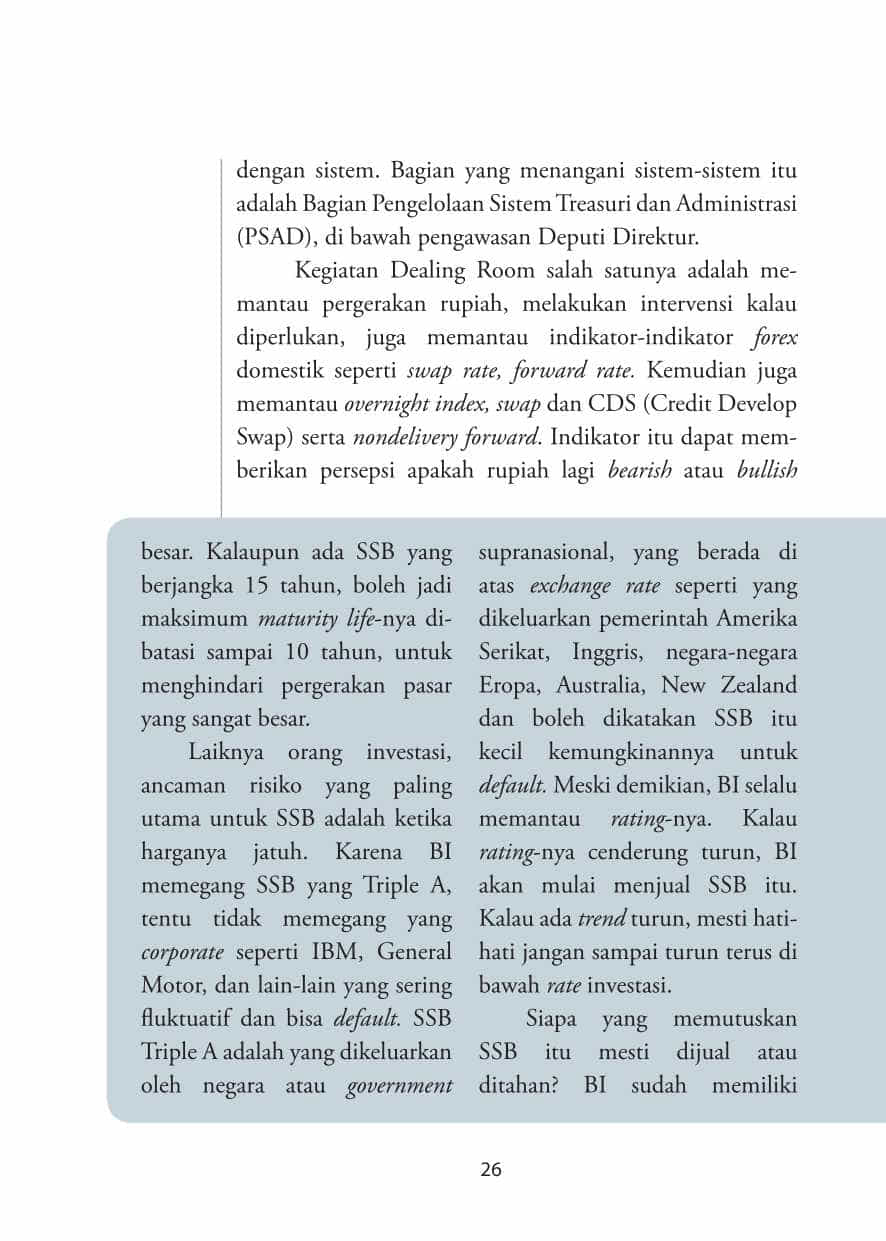 dengan sistem. Bagian yang menangani sistem-sistem itu
adalah Bagian Pengelolaan Sistem Treasuri dan Administrasi
(PSAD), di bawah pengawasan Deputi Direktur.
Kegiatan Dealing Room salah satunya adalah me-
mantau pergerakan rupiah, melakukan intervensi kalau
diperlukan, juga memantau indikator-indikator forex
domestik seperti swap rate, forward rate. Kemudian juga
memantau overnight index, swap dan CDS (Credit Develop
Swap) serta nondelivery forward. Indikator itu dapat mem-
berikan persepsi apakah rupiah lagi bearish atau bullish
besar. Kalaupun ada SSB yang
berjangka 15 tahun, boleh jadi
maksimum maturity life-nya di-
batasi sampai 10 tahun, untuk
menghindari pergerakan pasar
yang sangat besar.
Laiknya orang investasi,
ancaman risiko yang paling
utama untuk SSB adalah ketika
harganya jatuh. Karena BI
memegang SSB yang Triple A,
tentu tidak memegang yang
corporate seperti IBM, General
Motor, dan lain-lain yang sering
fluktuatif dan bisa default. SSB
Triple A adalah yang dikeluarkan
oleh negara atau government
supranasional, yang berada di
atas exchange rate seperti yang
dikeluarkan pemerintah Amerika
Serikat, Inggris, negara-negara
Eropa, Australia, New Zealand
dan boleh dikatakan SSB itu
kecil kemungkinannya untuk
default. Meski demikian, BI selalu
memantau rating-nya. Kalau
rating-nya cenderung turun, BI
akan mulai menjual SSB itu.
Kalau ada trend turun, mesti hati-
hati jangan sampai turun terus di
bawah rate investasi.
Siapa yang memutuskan
SSB itu mesti dijual atau
ditahan? BI sudah memiliki
26